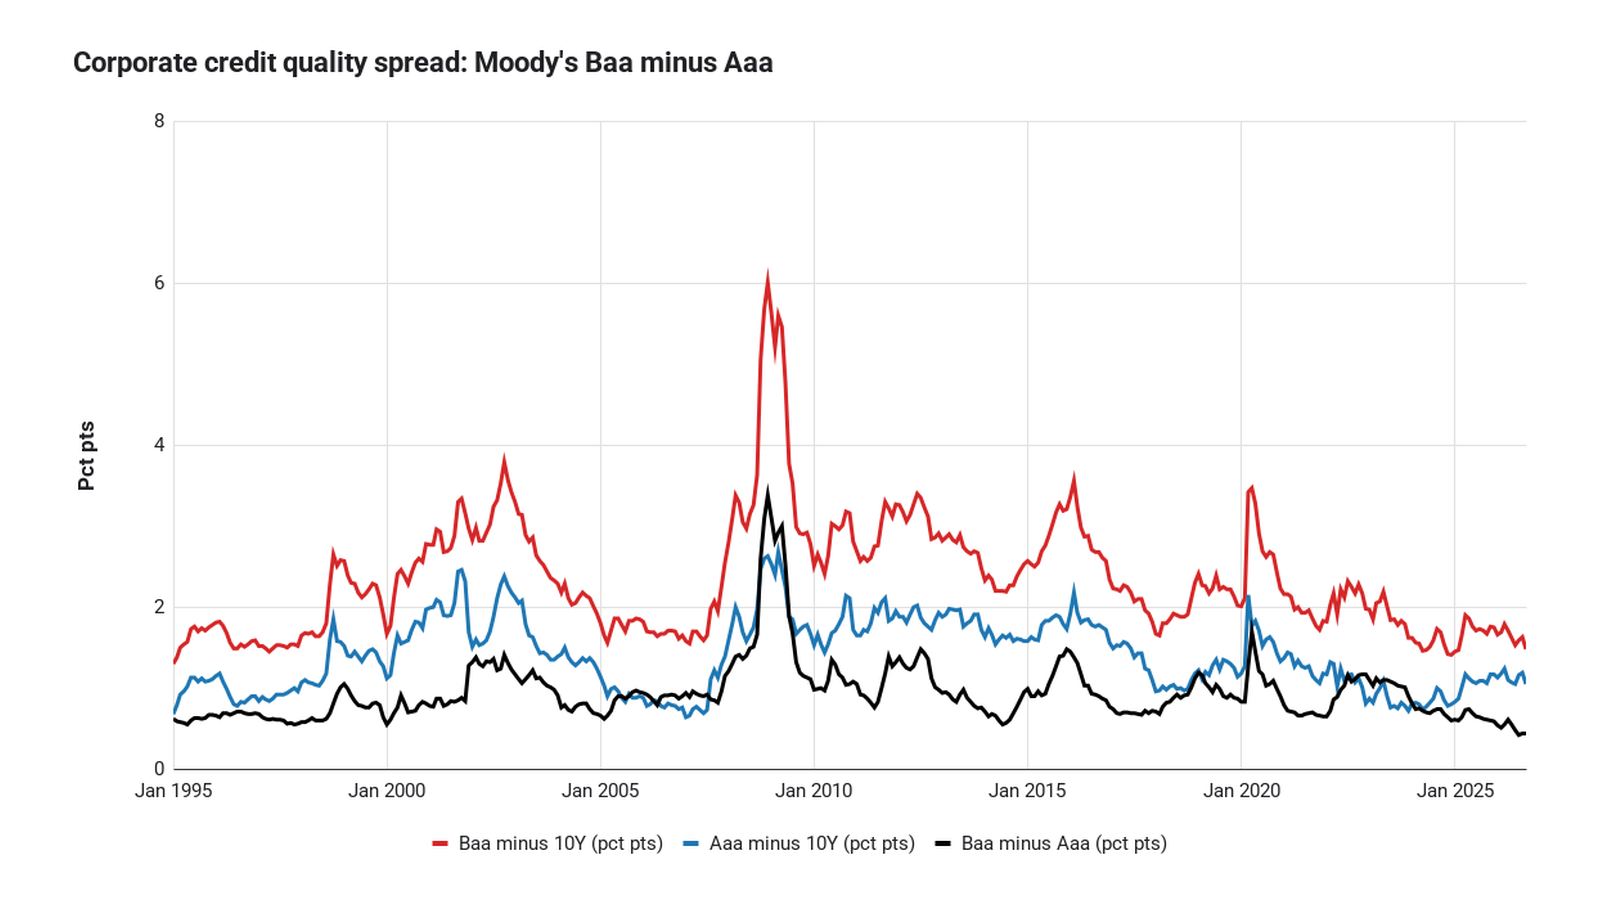 Corporate credit quality spread: Moody's Baa minus Aaa
Pct pts
8
6
4
2
0
Jan 1995 Jan 2000 Jan 2005 Jan 2010 Jan 2015 Jan 2020 Jan 2025
Baa minus 10Y (pct pts) Aaa minus 10Y (pct pts) Baa minus Aaa (pct pts)